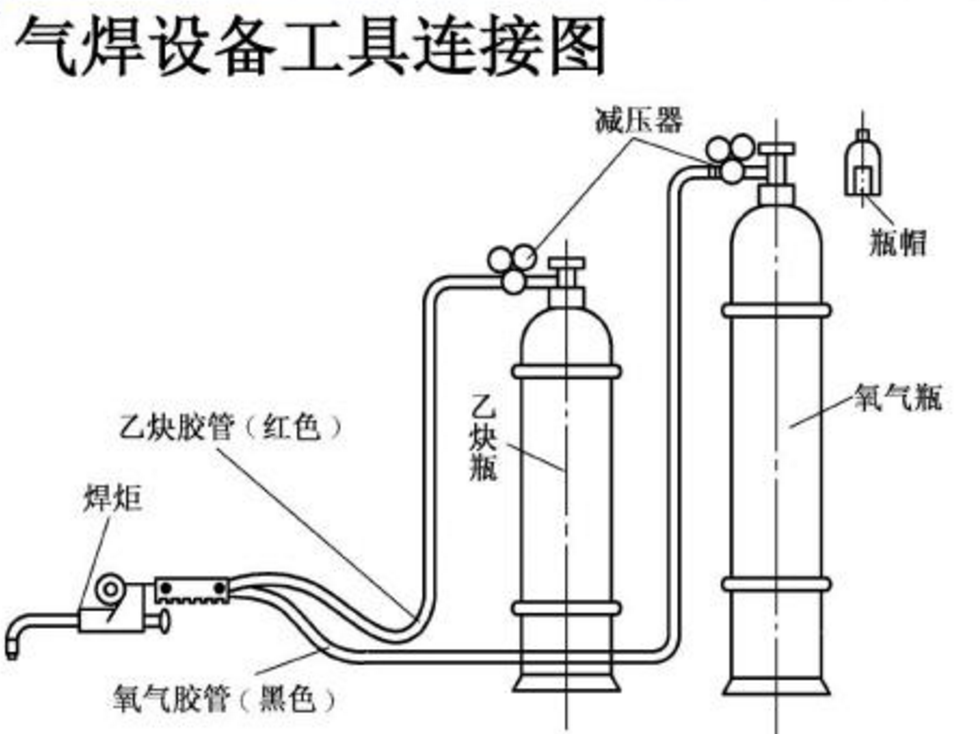 气焊设备工具连接图
减压器
瓶帽
氧气瓶
乙炔瓶
乙炔胶管（红色）
焊炬
氧气胶管（黑色）